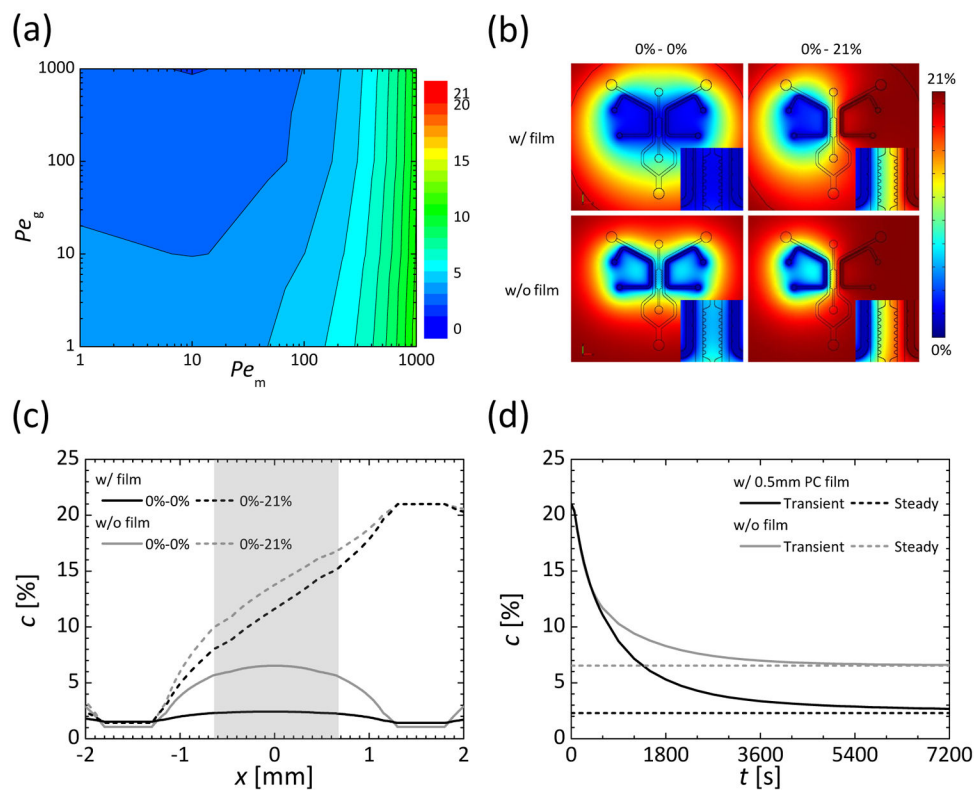 (a)
1000
100
10
1
Pe_g
1 10 100 1000
Pe_m
21
20
15
10
5
0
(b)
0% - 0% 0% - 21%
w/ film
w/o film
21%
0%
(c)
25
20
15
10
5
0
c [%]
w/ film
0%-0% 0%-21%
w/o film
0%-0% 0%-21%
-2 -1 0 1 2
x [mm]
(d)
25
20
15
10
5
0
c [%]
w/ 0.5mm PC film
Transient Steady
w/o film
Transient Steady
0 1800 3600 5400 7200
t [s]